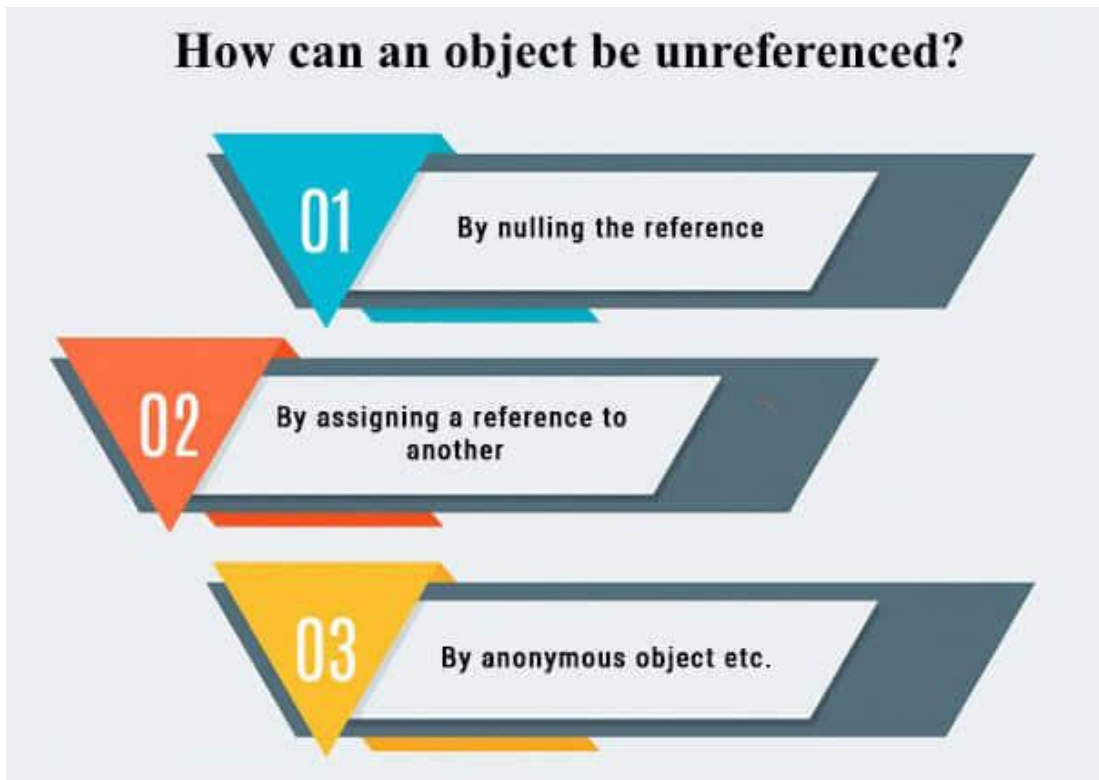 How can an object be unreferenced?
01
By nulling the reference
02
By assigning a reference to
another
03
By anonymous object etc.